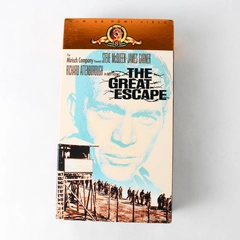 The
Mirisch Company Presents
STEVE McQUEEN JAMES GARNER
RICHARD ATTENBOROUGH
THE
GREAT
ESCAPE